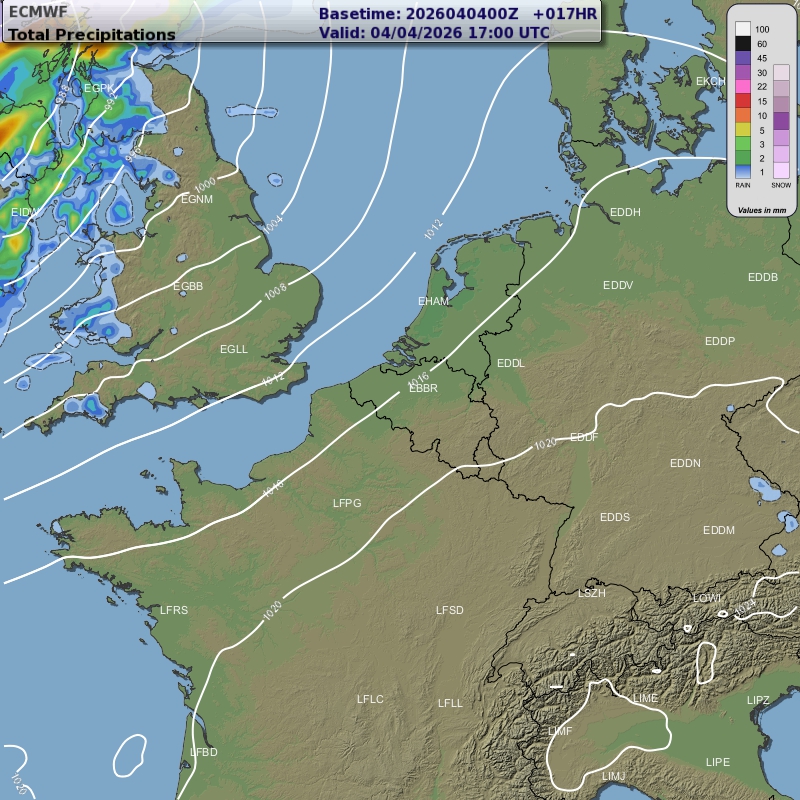 ECMWF
Basetime: 2026040400Z +017HR
Total Precipitations
Valid: 04/04/2026 17:00 UTC
100
60
45
30
22
15
10
5
3
2
1
RAIN SNOW
Values in mm
EKCH
EGPK
988
992
1000
EGNM
EIDW
1004
1012
EDDH
EGBB
1008
EHAM
EDDV
EDDB
EGLL
EDDL
EDDP
1012
1016
EBBR
1020
EDDF
EDDN
1016
LFPG
EDDS
EDDM
LFRS
1020
LFSD
LSZH
LOWI
1024
LFLC
LFLL
LIME
LIPZ
LIMF
LFBD
LIPE
LIMJ
1020